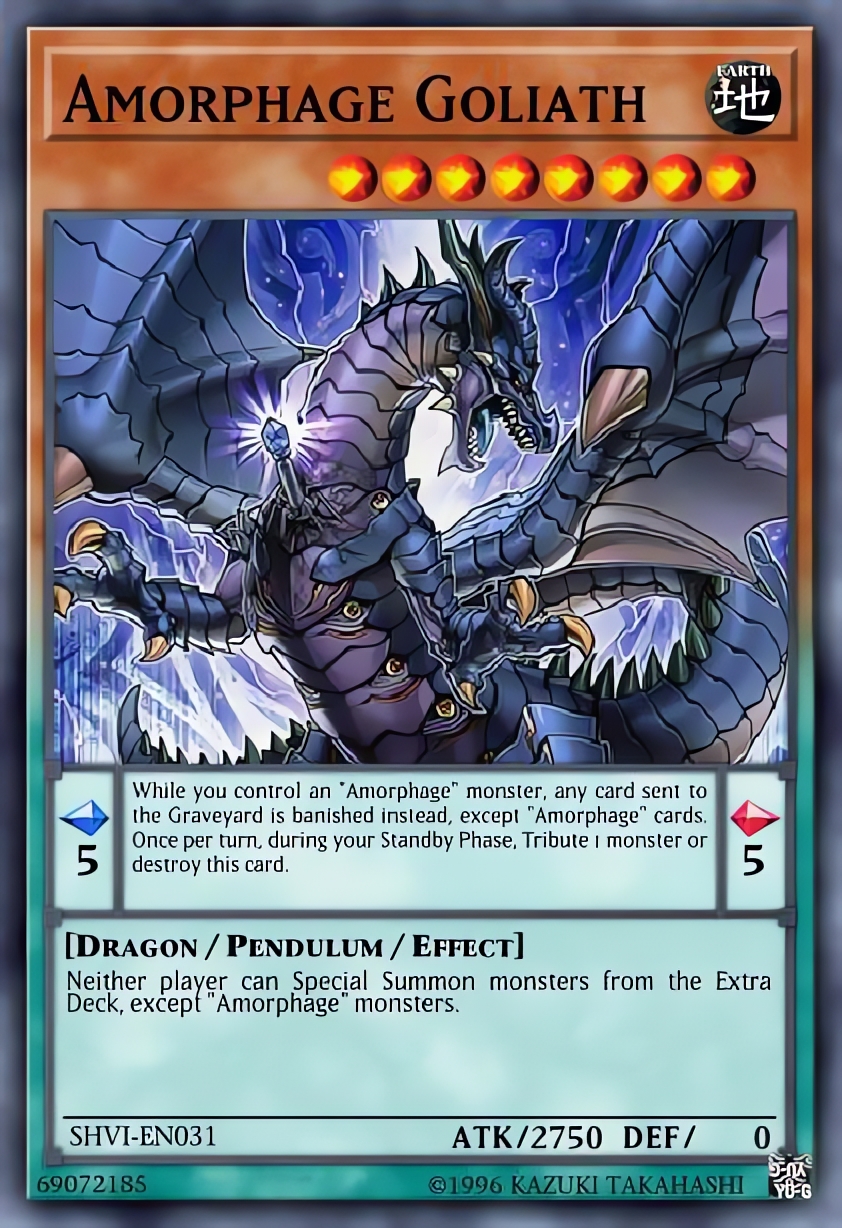 AMORPHAGE GOLIATH
EARTH
地
While you control an "Amorphage" monster, any card sent to
the Graveyard is banished instead, except "Amorphage" cards.
Once per turn, during your Standby Phase, Tribute 1 monster or
destroy this card.
5
5
[DRAGON / PENDULUM / EFFECT]
Neither player can Special Summon monsters from the Extra
Deck, except "Amorphage" monsters.
SHVI-EN031
ATK/2750 DEF/ 0
69072185
©1996 KAZUKI TAKAHASHI